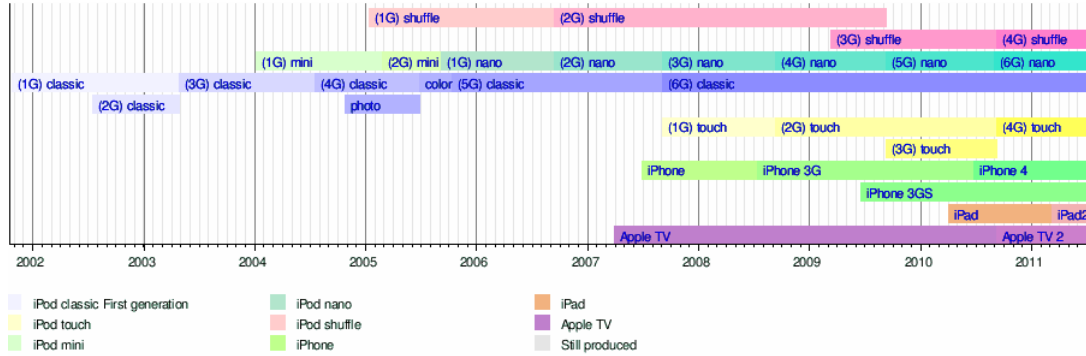 (1G) shuffle (2G) shuffle
(3G) shuffle (4G) shuffle
(1G) mini (2G) mini (1G) nano (2G) nano (3G) nano (4G) nano (5G) nano (6G) nano
(1G) classic (3G) classic (4G) classic color (5G) classic (6G) classic
(2G) classic photo
(1G) touch (2G) touch (4G) touch
(3G) touch
iPhone iPhone 3G iPhone 4
iPhone 3GS
iPad iPad2
Apple TV Apple TV 2
2002 2003 2004 2005 2006 2007 2008 2009 2010 2011
iPod classic First generation iPod nano iPad
iPod touch iPod shuffle Apple TV
iPod mini iPhone Still produced